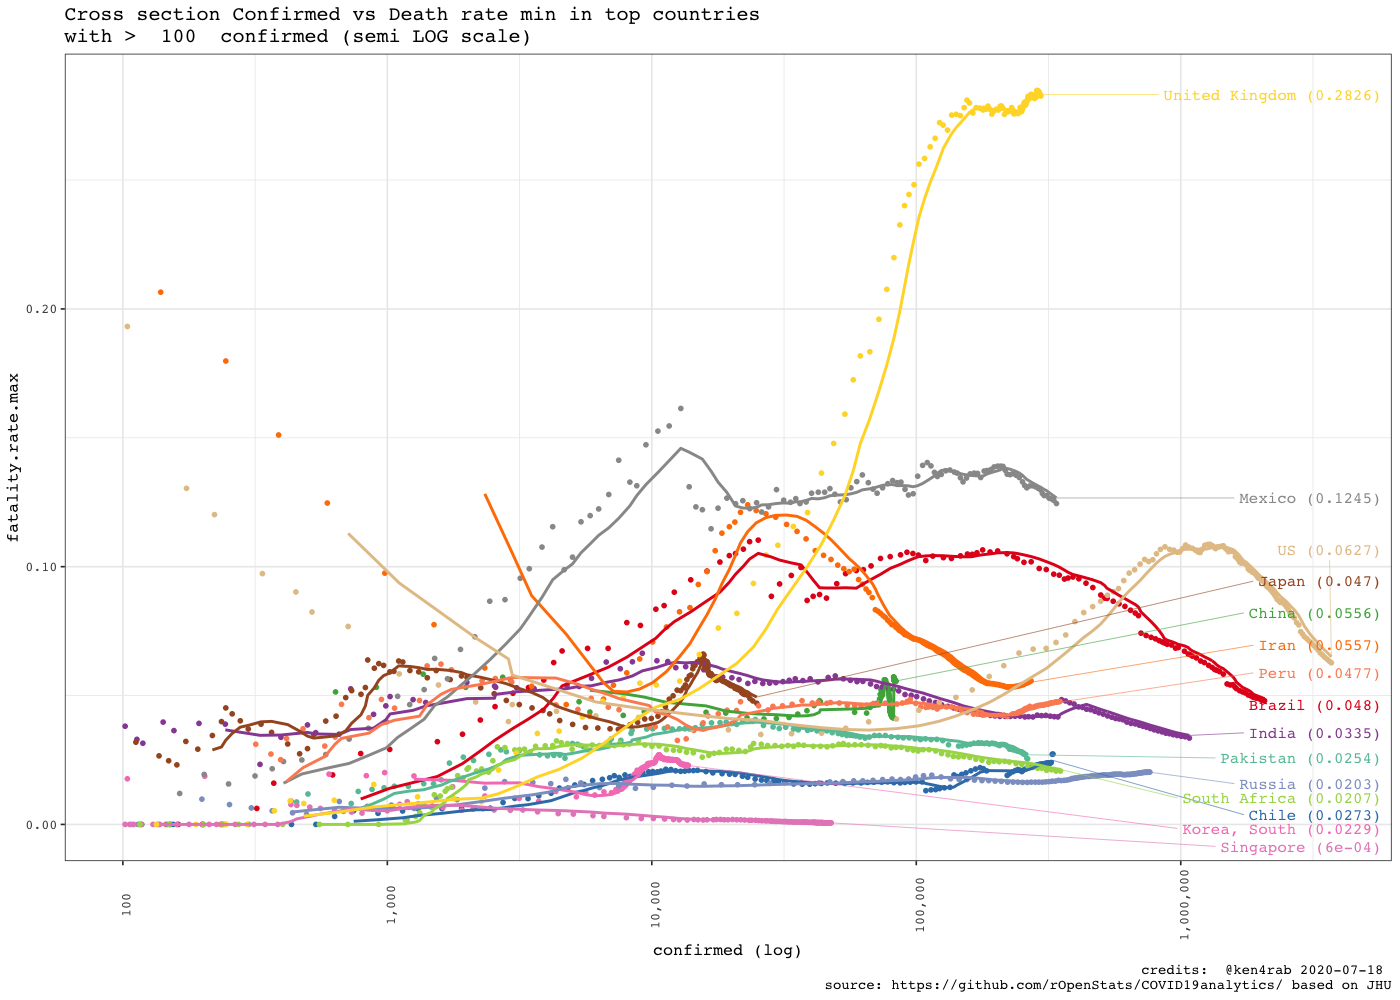 Cross section Confirmed vs Death rate min in top countries
with >  100  confirmed (semi LOG scale)
fatality.rate.max
0.20
0.10
0.00
United Kingdom (0.2826)
Mexico (0.1245)
US (0.0627)
Japan (0.047)
China (0.0556)
Iran (0.0557)
Peru (0.0477)
Brazil (0.048)
India (0.0335)
Pakistan (0.0254)
Russia (0.0203)
South Africa (0.0207)
Chile (0.0273)
Korea, South (0.0229)
Singapore (6e-04)
100
1,000
10,000
100,000
1,000,000
confirmed (log)
credits:  @ken4rab 2020-07-18
source: https://github.com/rOpenStats/COVID19analytics/ based on JHU